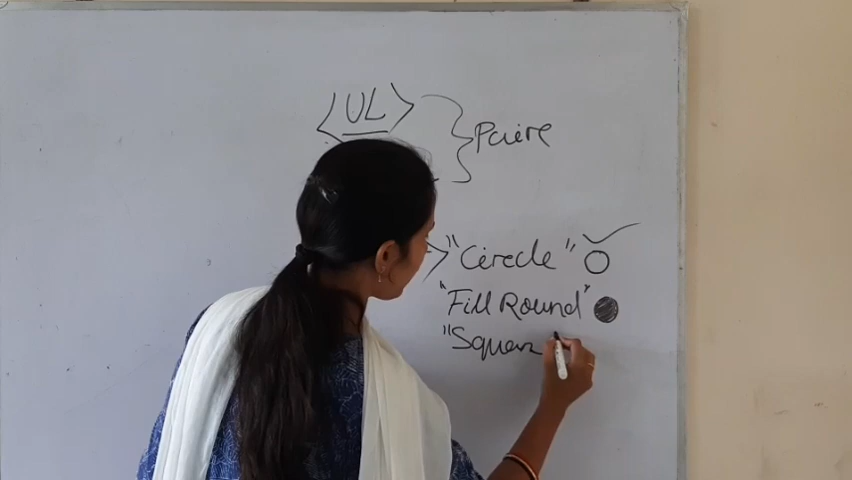 <UL>
Paire
"Circle"
"Fill Round"
"Squar